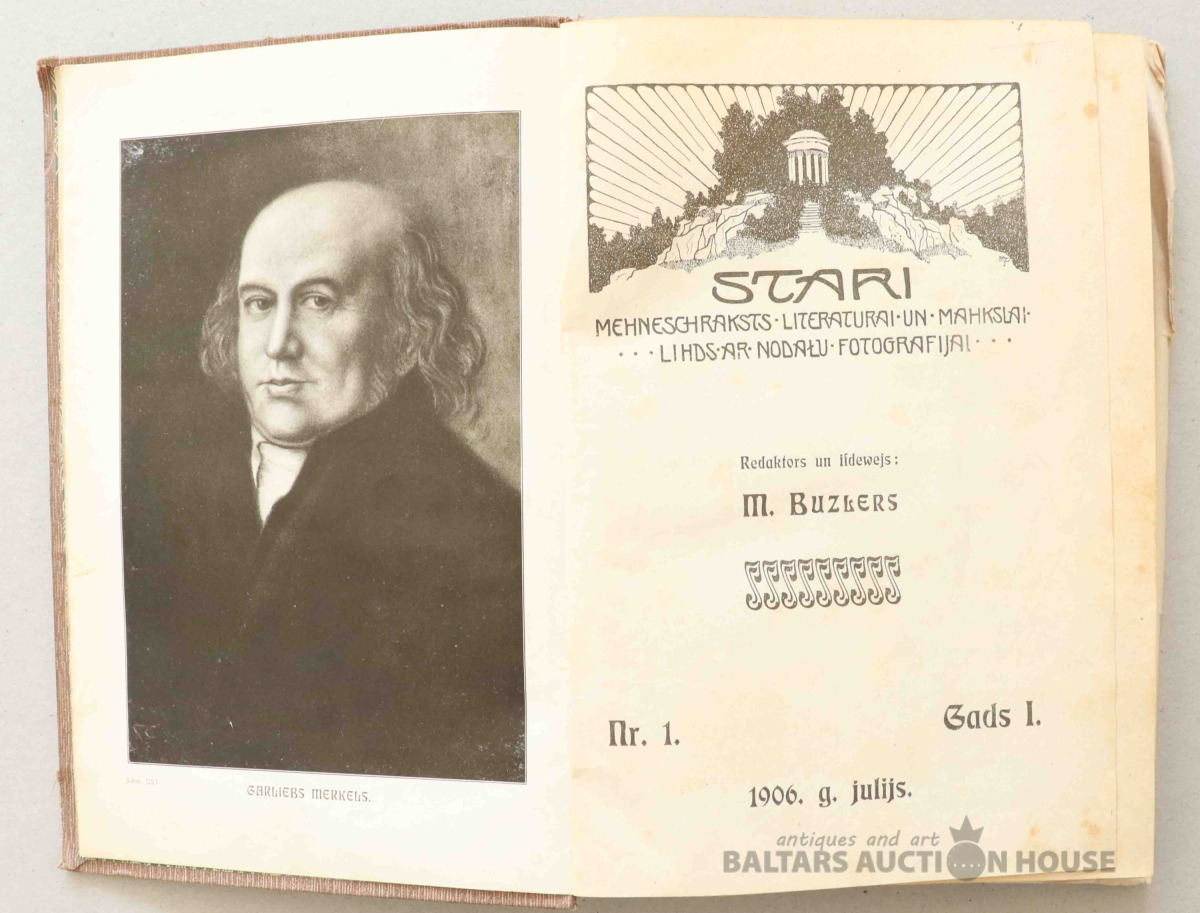 GARLIEBS MERKELS.
STARI
MEHNESCHRAKSTS · LITERATURAI · UN · MAHKSLAI ·
· · · LIHDS · AR · NODAŁU · FOTOGRAFIJAI · · ·
Redaktors un iſdewejs:
M. BUZLERS
Nr. 1.
Gads I.
1906. g. julijs.
antiques and art
BALTARS AUCTION HOUSE